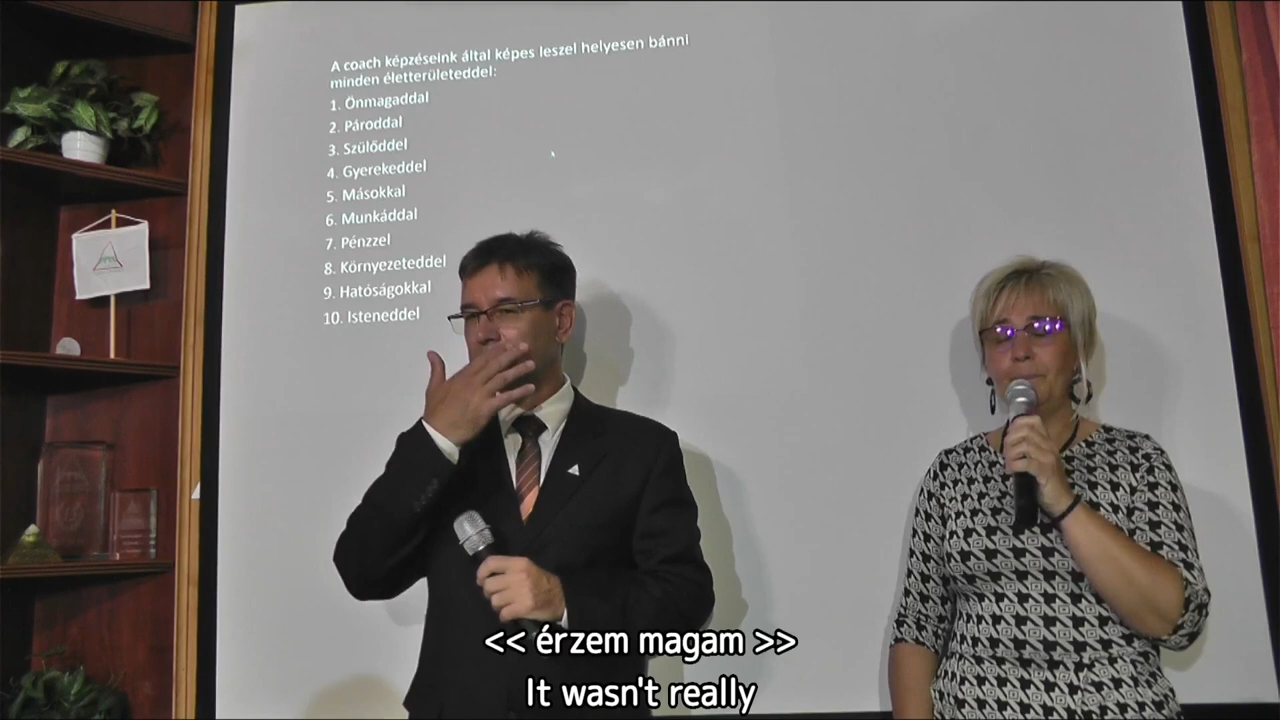 A coach képzéseink által képes leszel helyesen bánni
minden életterületeddel:
1. Önmagaddal
2. Pároddal
3. Szülőddel
4. Gyerekeddel
5. Másokkal
6. Munkáddal
7. Pénzzel
8. Környezeteddel
9. Hatóságokkal
10. Isteneddel
<< érzem magam >>
It wasn't really